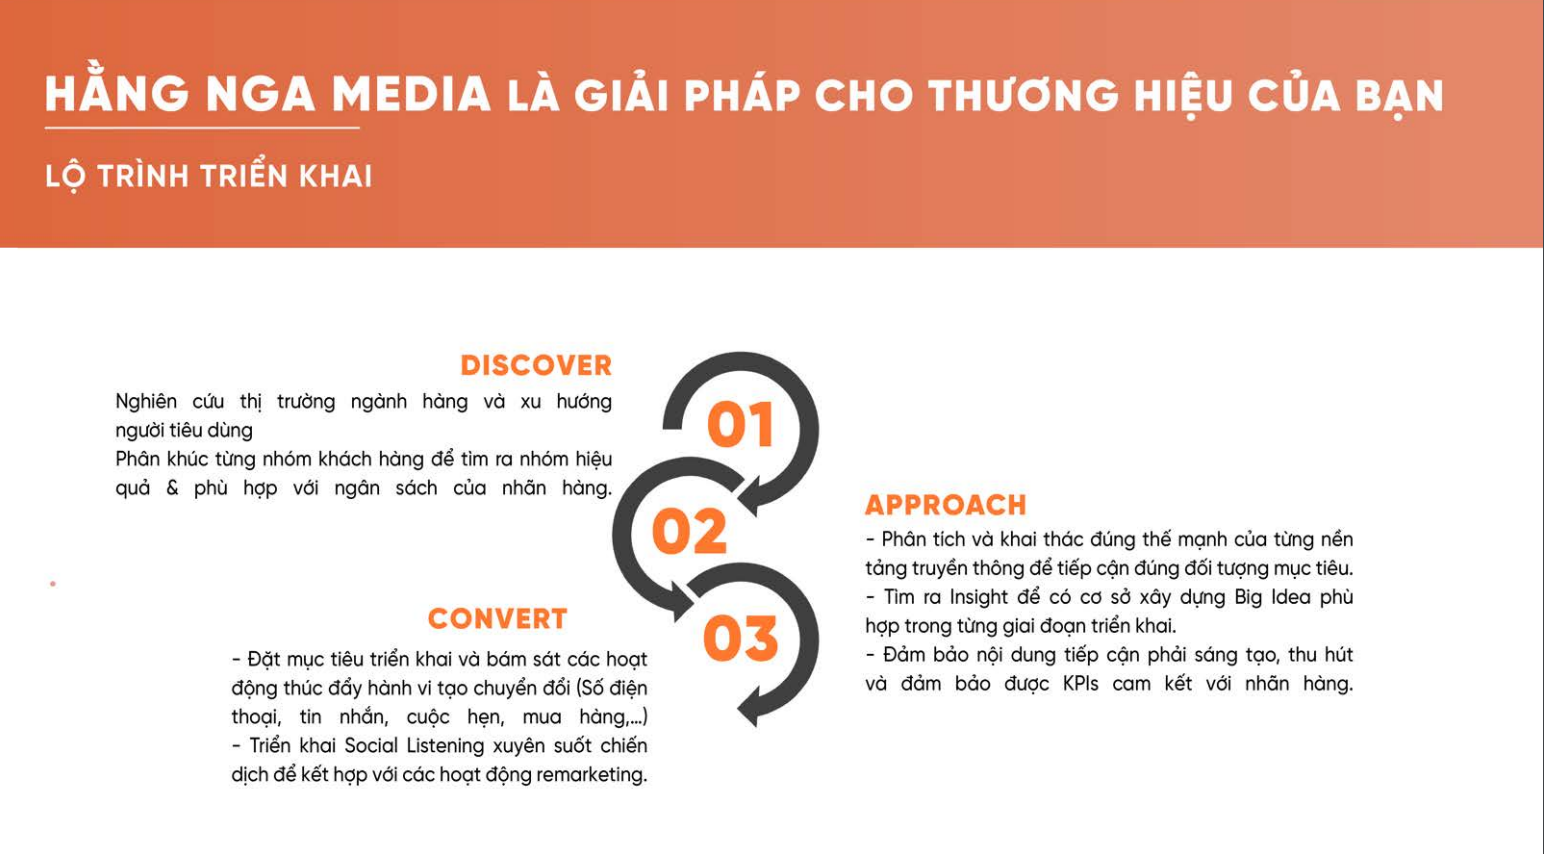 HẰNG NGA MEDIA LÀ GIẢI PHÁP CHO THƯƠNG HIỆU CỦA BẠN
LỘ TRÌNH TRIỂN KHAI
DISCOVER
Nghiên cứu thị trường ngành hàng và xu hướng
người tiêu dùng
Phân khúc từng nhóm khách hàng để tìm ra nhóm hiệu
quả & phù hợp với ngân sách của nhãn hàng.
01
02
APPROACH
- Phân tích và khai thác đúng thế mạnh của từng nền
tảng truyền thông để tiếp cận đúng đối tượng mục tiêu.
- Tìm ra Insight để có cơ sở xây dựng Big Idea phù
hợp trong từng giai đoạn triển khai.
- Đảm bảo nội dung tiếp cận phải sáng tạo, thu hút
và đảm bảo được KPIs cam kết với nhãn hàng.
03
CONVERT
- Đặt mục tiêu triển khai và bám sát các hoạt
động thúc đẩy hành vi tạo chuyển đổi (Số điện
thoại, tin nhắn, cuộc hẹn, mua hàng,...)
- Triển khai Social Listening xuyên suốt chiến
dịch để kết hợp với các hoạt động remarketing.